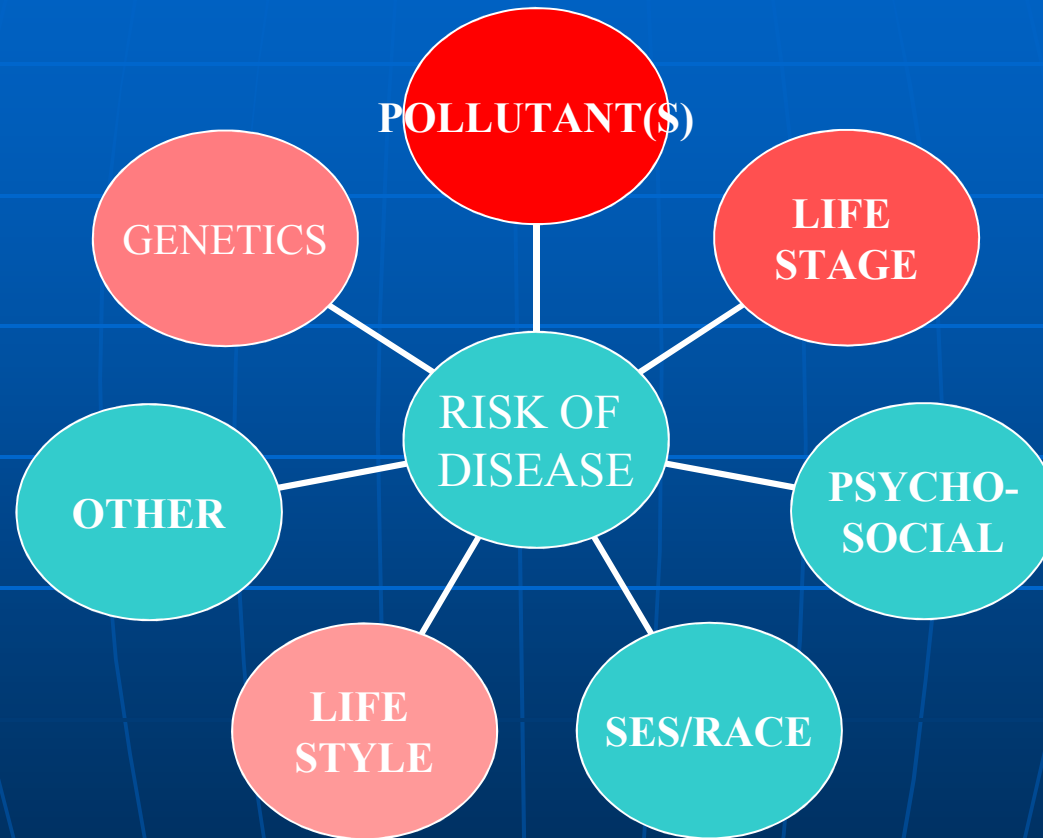 POLLUTANT(S)
GENETICS
LIFE
STAGE
RISK OF
DISEASE
OTHER
PSYCHO-
SOCIAL
LIFE
STYLE
SES/RACE